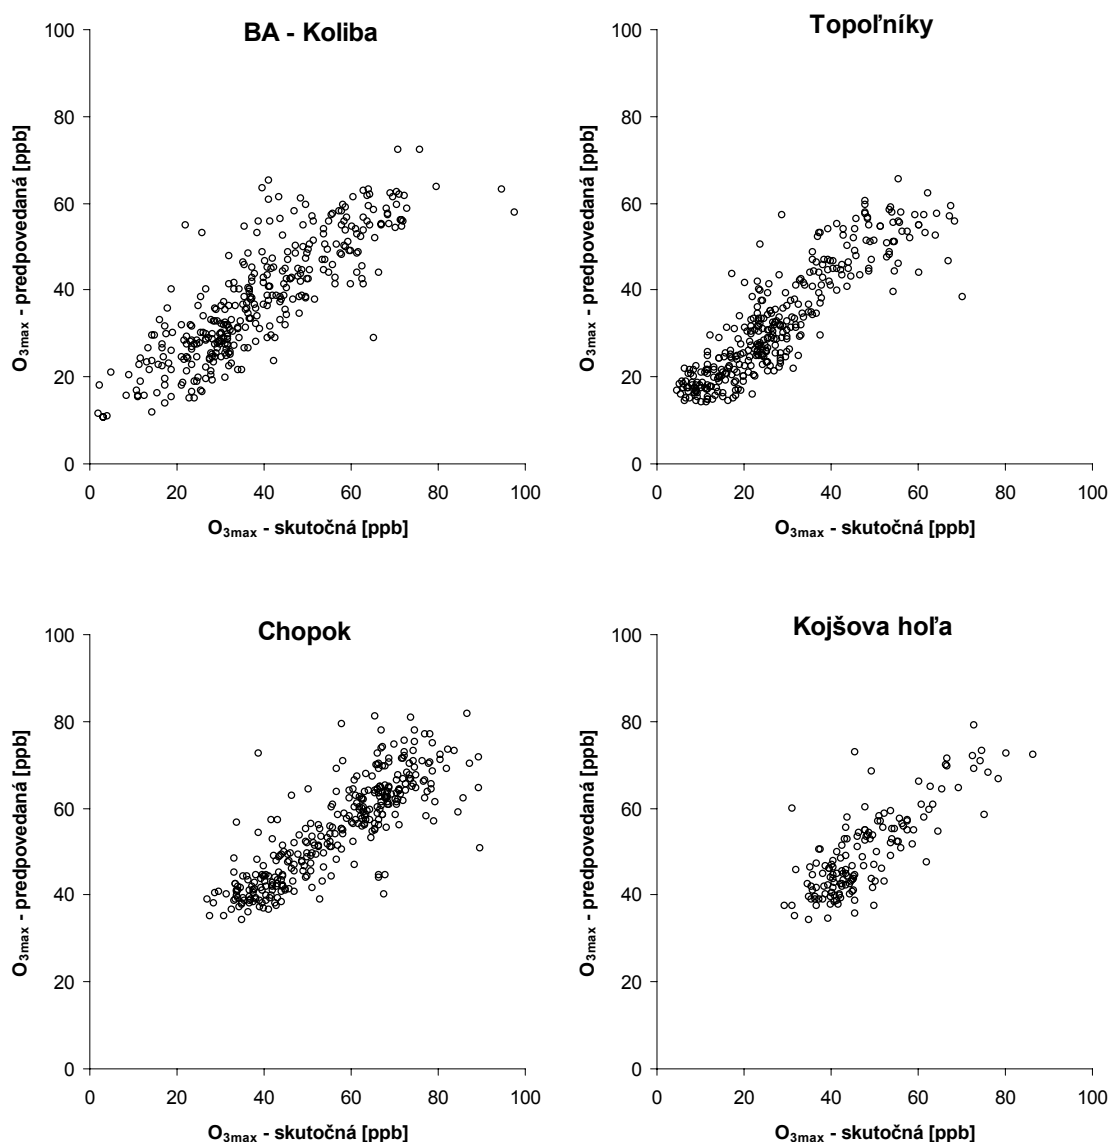 BA - Koliba
100
80
60
40
20
0
O3max - predpovedaná [ppb]
0 20 40 60 80 100
O3max - skutočná [ppb]
Topoľníky
100
80
60
40
20
0
O3max - predpovedaná [ppb]
0 20 40 60 80 100
O3max - skutočná [ppb]
Chopok
100
80
60
40
20
0
O3max - predpovedaná [ppb]
0 20 40 60 80 100
O3max - skutočná [ppb]
Kojšova hoľa
100
80
60
40
20
0
O3max - predpovedaná [ppb]
0 20 40 60 80 100
O3max - skutočná [ppb]